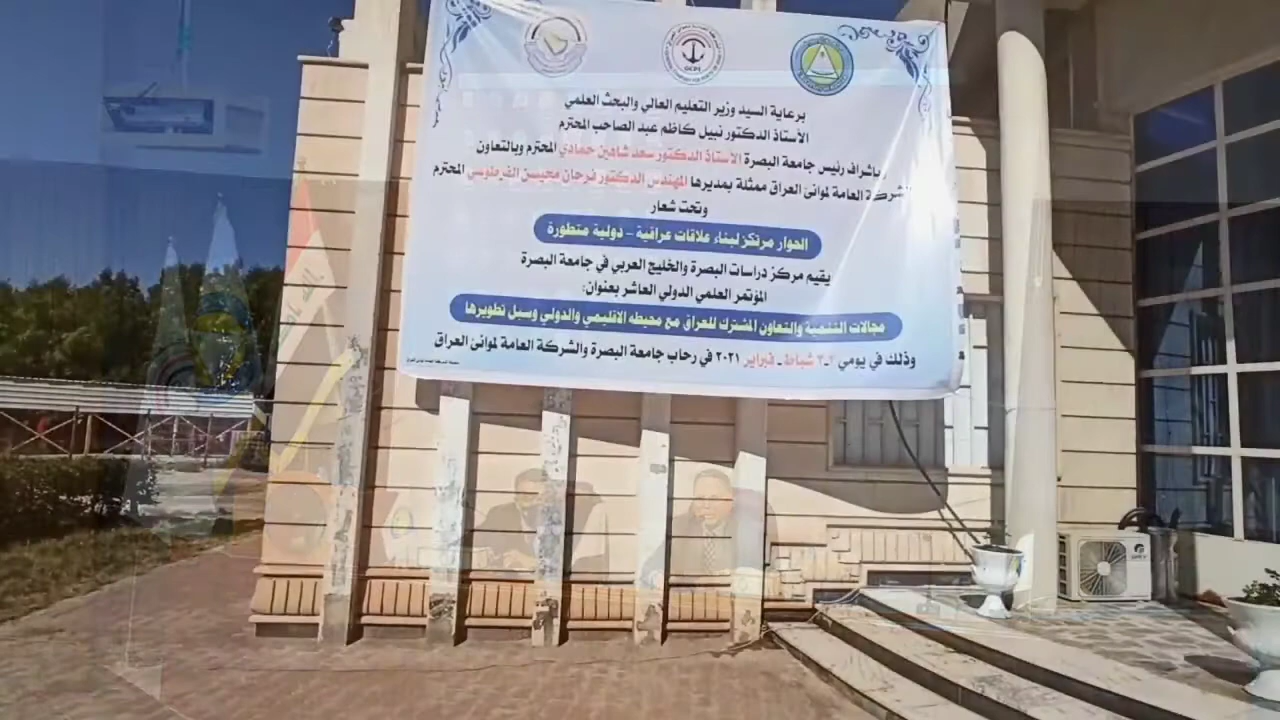 برعاية السيد وزير التعليم العالي والبحث العلمي
الأستاذ الدكتور نبيل كاظم عبد الصاحب المحترم
باشراف رئيس جامعة البصرة الأستاذ الدكتور سعد شاهين حمادي المحترم وبالتعاون
الشركة العامة لموانئ العراق ممثلة بمديرها المهندس الدكتور فرحان محيسن الفرطوسي المحترم
وتحت شعار
الحوار مرتكز لبناء علاقات عراقية - دولية متطورة
يقيم مركز دراسات البصرة والخليج العربي في جامعة البصرة
المؤتمر العلمي الدولي العاشر بعنوان:
مجالات التنمية والتعاون المشترك للعراق مع محيطه الاقليمي والدولي وسبل تطويرها
وذلك في يومي ٢-٣ شباط - فبراير ٢٠٢١ في رحاب جامعة البصرة والشركة العامة لموانئ العراق
GCPI